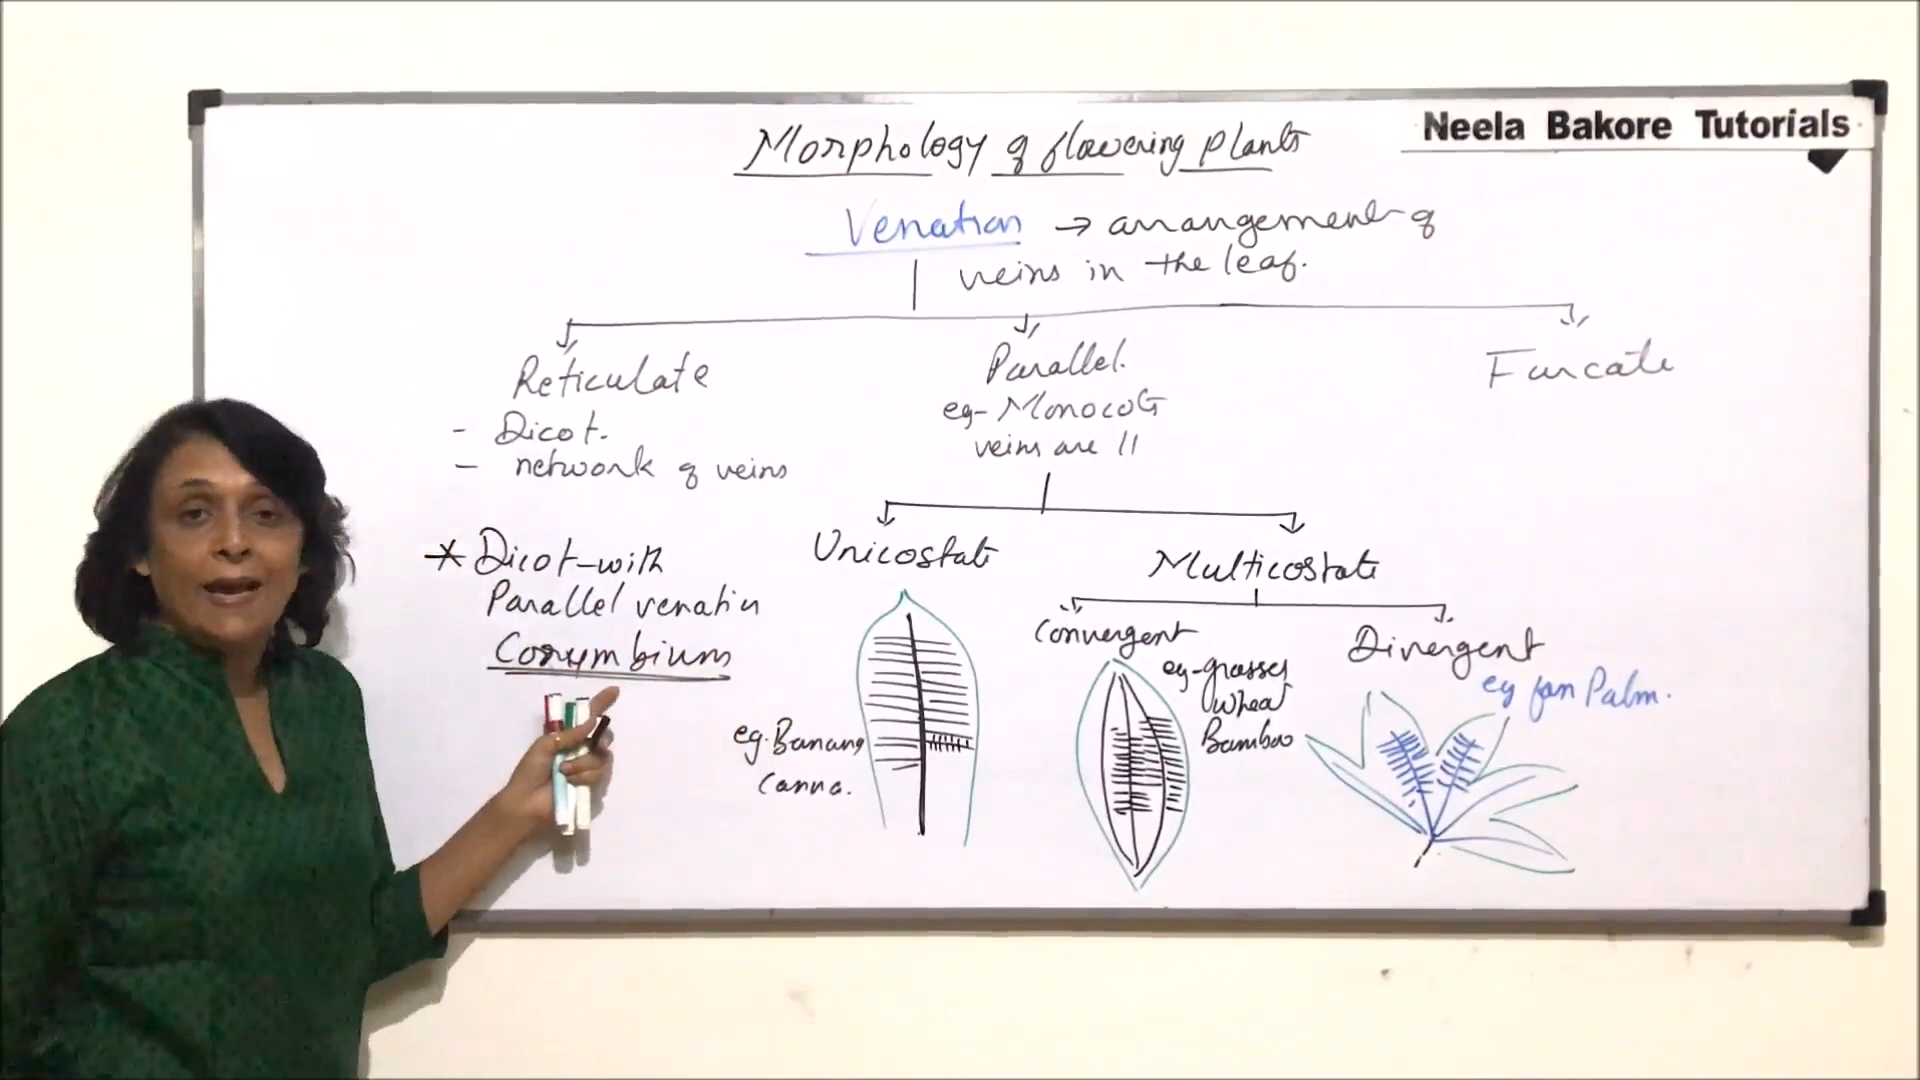 Neela Bakore Tutorials
Morphology of flowering plants
Venation → arrangement of
veins in the leaf.
Reticulate
- Dicot.
- network of veins
Parallel.
eg- Monocots
veins are ||
Furcate
* Dicot-with
Parallel venation
Corymbium
Unicostate
eg. Banana
Canna.
Multicostate
Convergent
eg-grasses
wheat
Bamboo
Divergent
eg fan Palm.